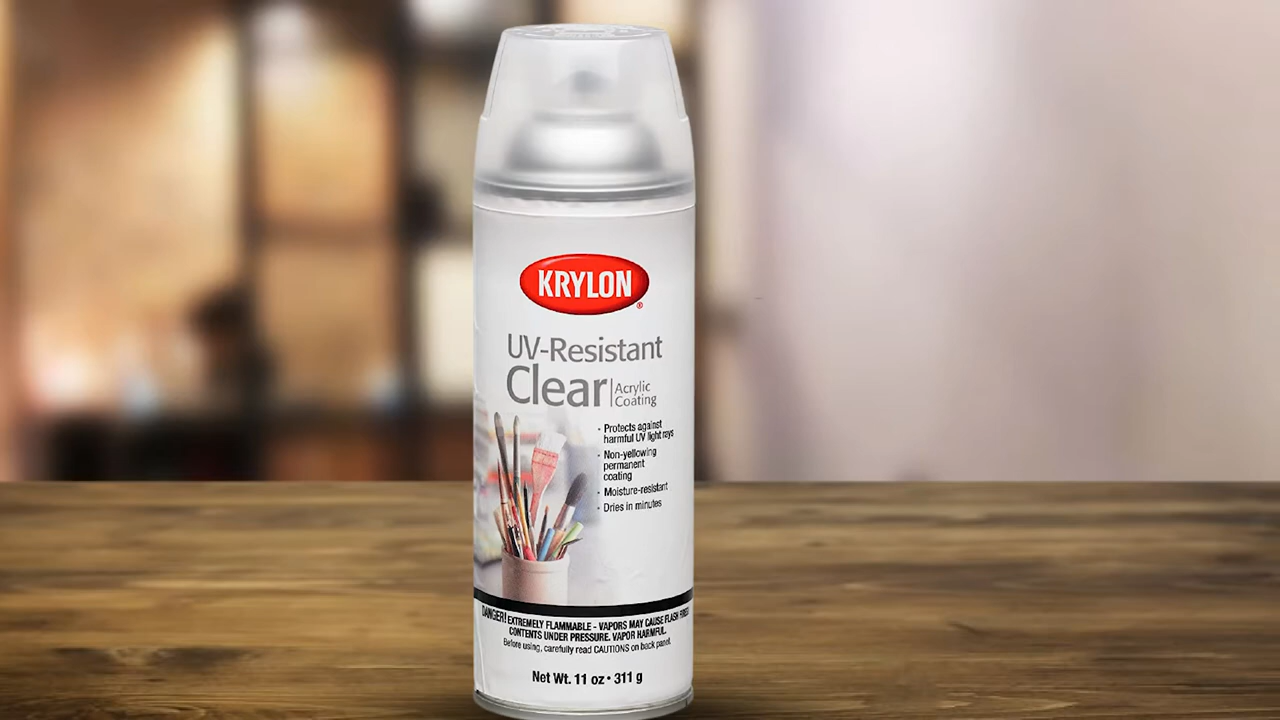 KRYLON®
UV-Resistant
Clear
Acrylic
Coating
• Protects against
harmful UV light rays
• Non-yellowing
permanent
coating
• Moisture-resistant
• Dries in minutes
DANGER! EXTREMELY FLAMMABLE - VAPORS MAY CAUSE FLASH FIRES!
CONTENTS UNDER PRESSURE. VAPOR HARMFUL.
Before using, carefully read CAUTIONS on back panel.
Net Wt. 11 oz • 311 g